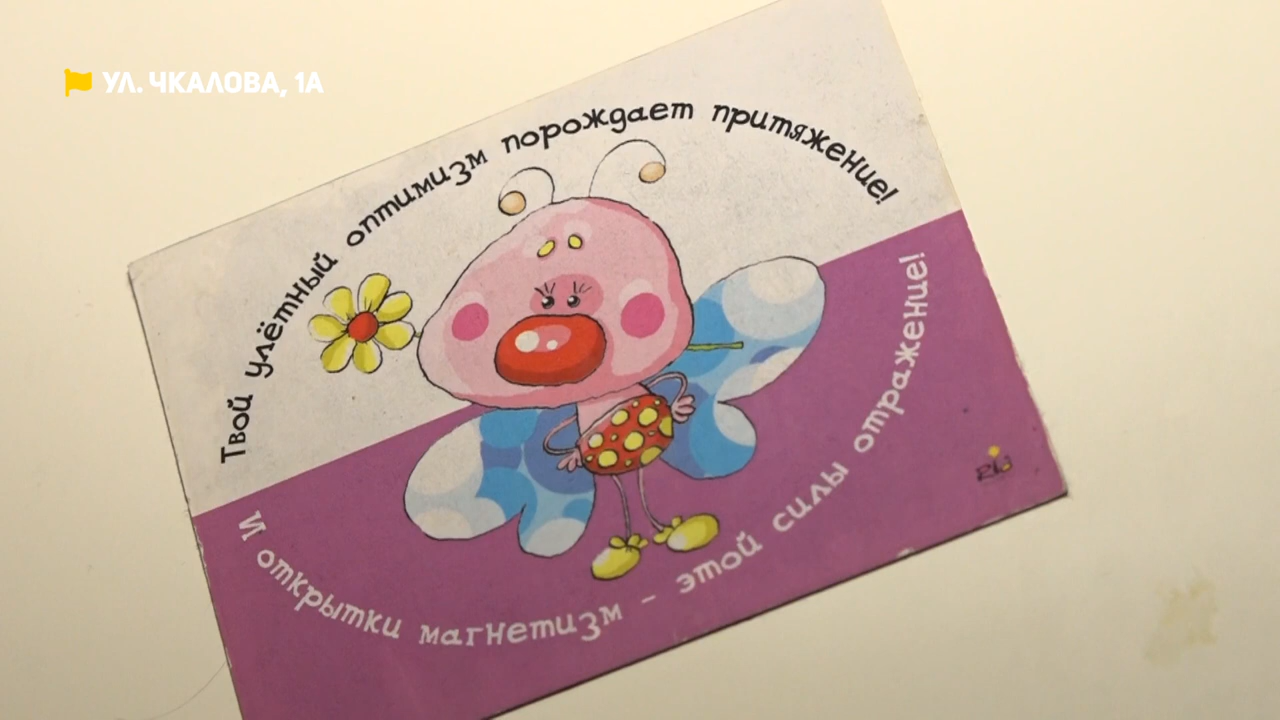 УЛ. ЧКАЛОВА, 1А
Твой улётный оптимизм порождает притяжение!
И открытки магнетизм - этой силы отражение!